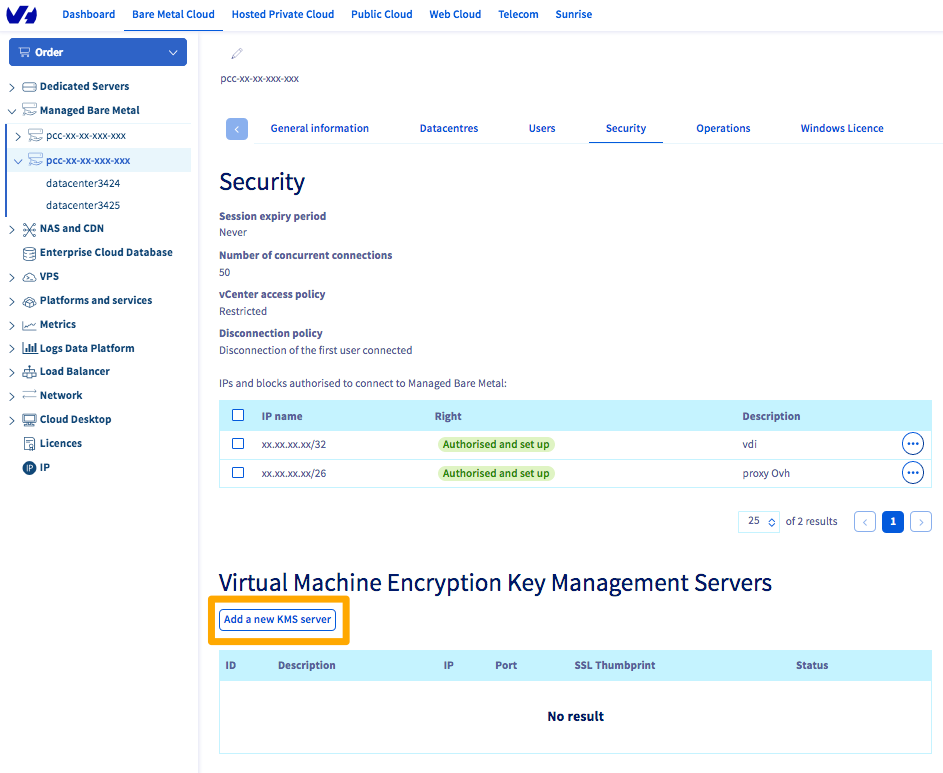 Dashboard Bare Metal Cloud Hosted Private Cloud Public Cloud Web Cloud Telecom Sunrise
Order
Dedicated Servers
Managed Bare Metal
pcc-xx-xx-xxx-xxx
pcc-xx-xx-xxx-xxx
datacenter3424
datacenter3425
NAS and CDN
Enterprise Cloud Database
VPS
Platforms and services
Metrics
Logs Data Platform
Load Balancer
Network
Cloud Desktop
Licences
IP IP
pcc-xx-xx-xxx-xxx
General information Datacentres Users Security Operations Windows Licence
Security
Session expiry period
Never
Number of concurrent connections
50
vCenter access policy
Restricted
Disconnection policy
Disconnection of the first user connected
IPs and blocks authorised to connect to Managed Bare Metal:
IP name Right Description
xx.xx.xx.xx/32 Authorised and set up vdi
xx.xx.xx.xx/26 Authorised and set up proxy Ovh
25 of 2 results 1
Virtual Machine Encryption Key Management Servers
Add a new KMS server
ID Description IP Port SSL Thumbprint Status
No result